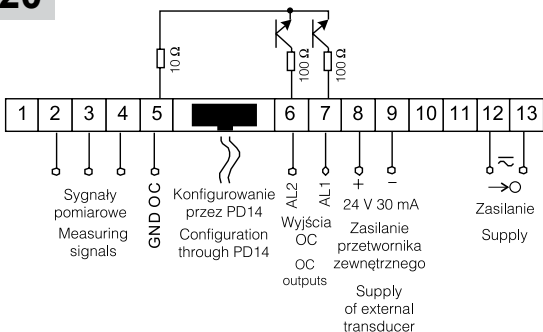 20
10 Ω
100 Ω
100 Ω
1 2 3 4 5 6 7 8 9 10 11 12 13
GND OC
AL2
AL1
+ −
24 V 30 mA
Sygnały
pomiarowe
Measuring
signals
Konfigurowanie
przez PD14
Configuration
through PD14
Wyjścia
OC
OC
outputs
Zasilanie
przetwornika
zewnętrznego
Supply
of external
transducer
Zasilanie
Supply